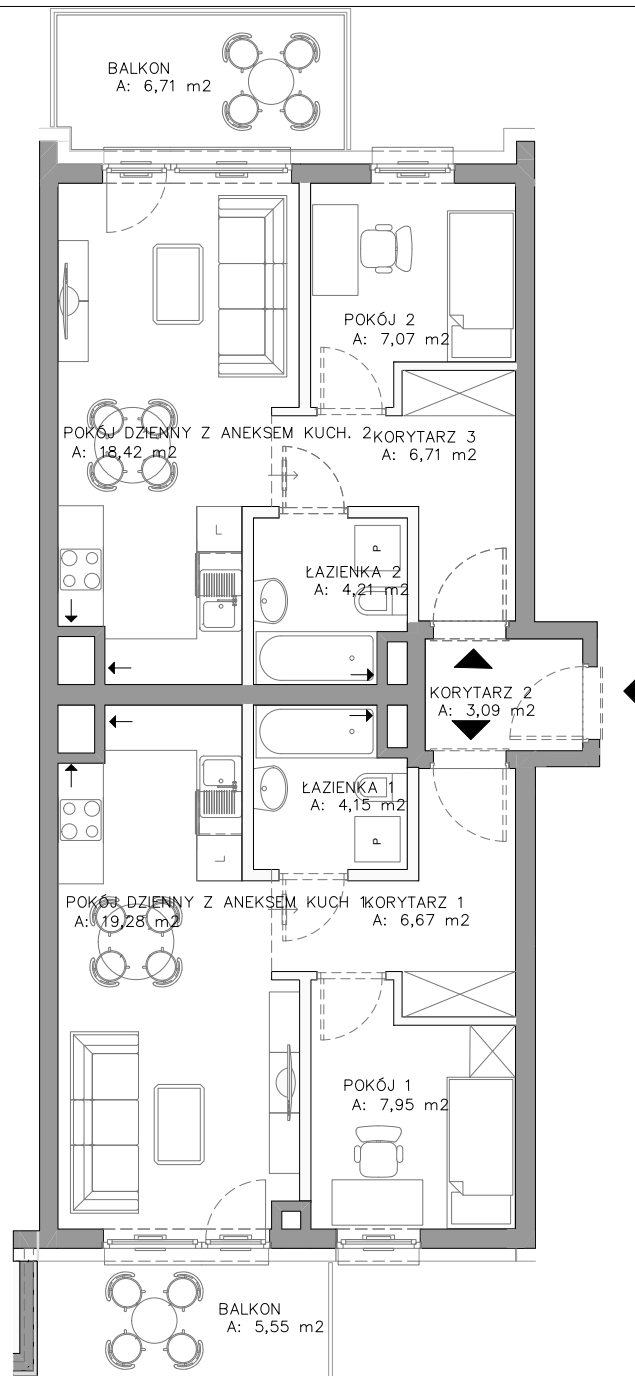 BALKON
A: 6,71 m2
POKÓJ 2
A: 7,07 m2
POKÓJ DZIENNY Z ANEKSEM KUCH. 2
A: 18,42 m2
KORYTARZ 3
A: 6,71 m2
L
P
ŁAZIENKA 2
A: 4,21 m2
KORYTARZ 2
A: 3,09 m2
ŁAZIENKA 1
A: 4,15 m2
P
L
POKÓJ DZIENNY Z ANEKSEM KUCH 1
A: 19,28 m2
KORYTARZ 1
A: 6,67 m2
POKÓJ 1
A: 7,95 m2
BALKON
A: 5,55 m2